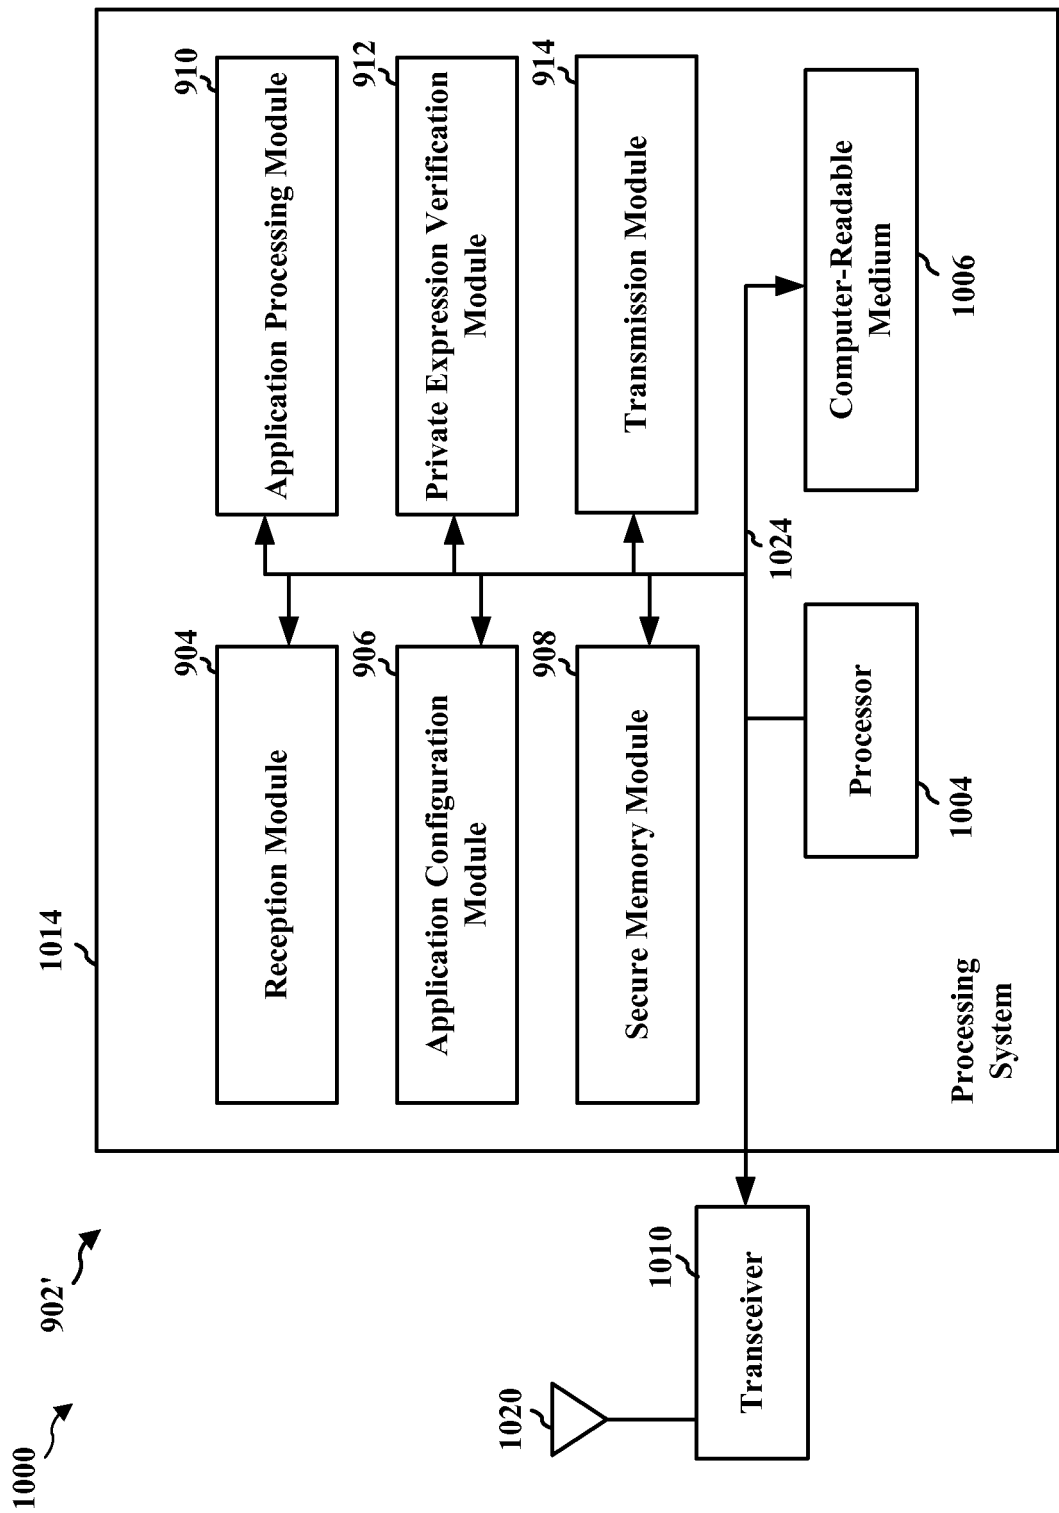 1000
902'
1014
904
Reception Module
910
Application Processing Module
906
Application Configuration
Module
912
Private Expression Verification
Module
908
Secure Memory Module
914
Transmission Module
1024
1020
1010
Transceiver
Processor
1004
Computer-Readable
Medium
1006
Processing
System